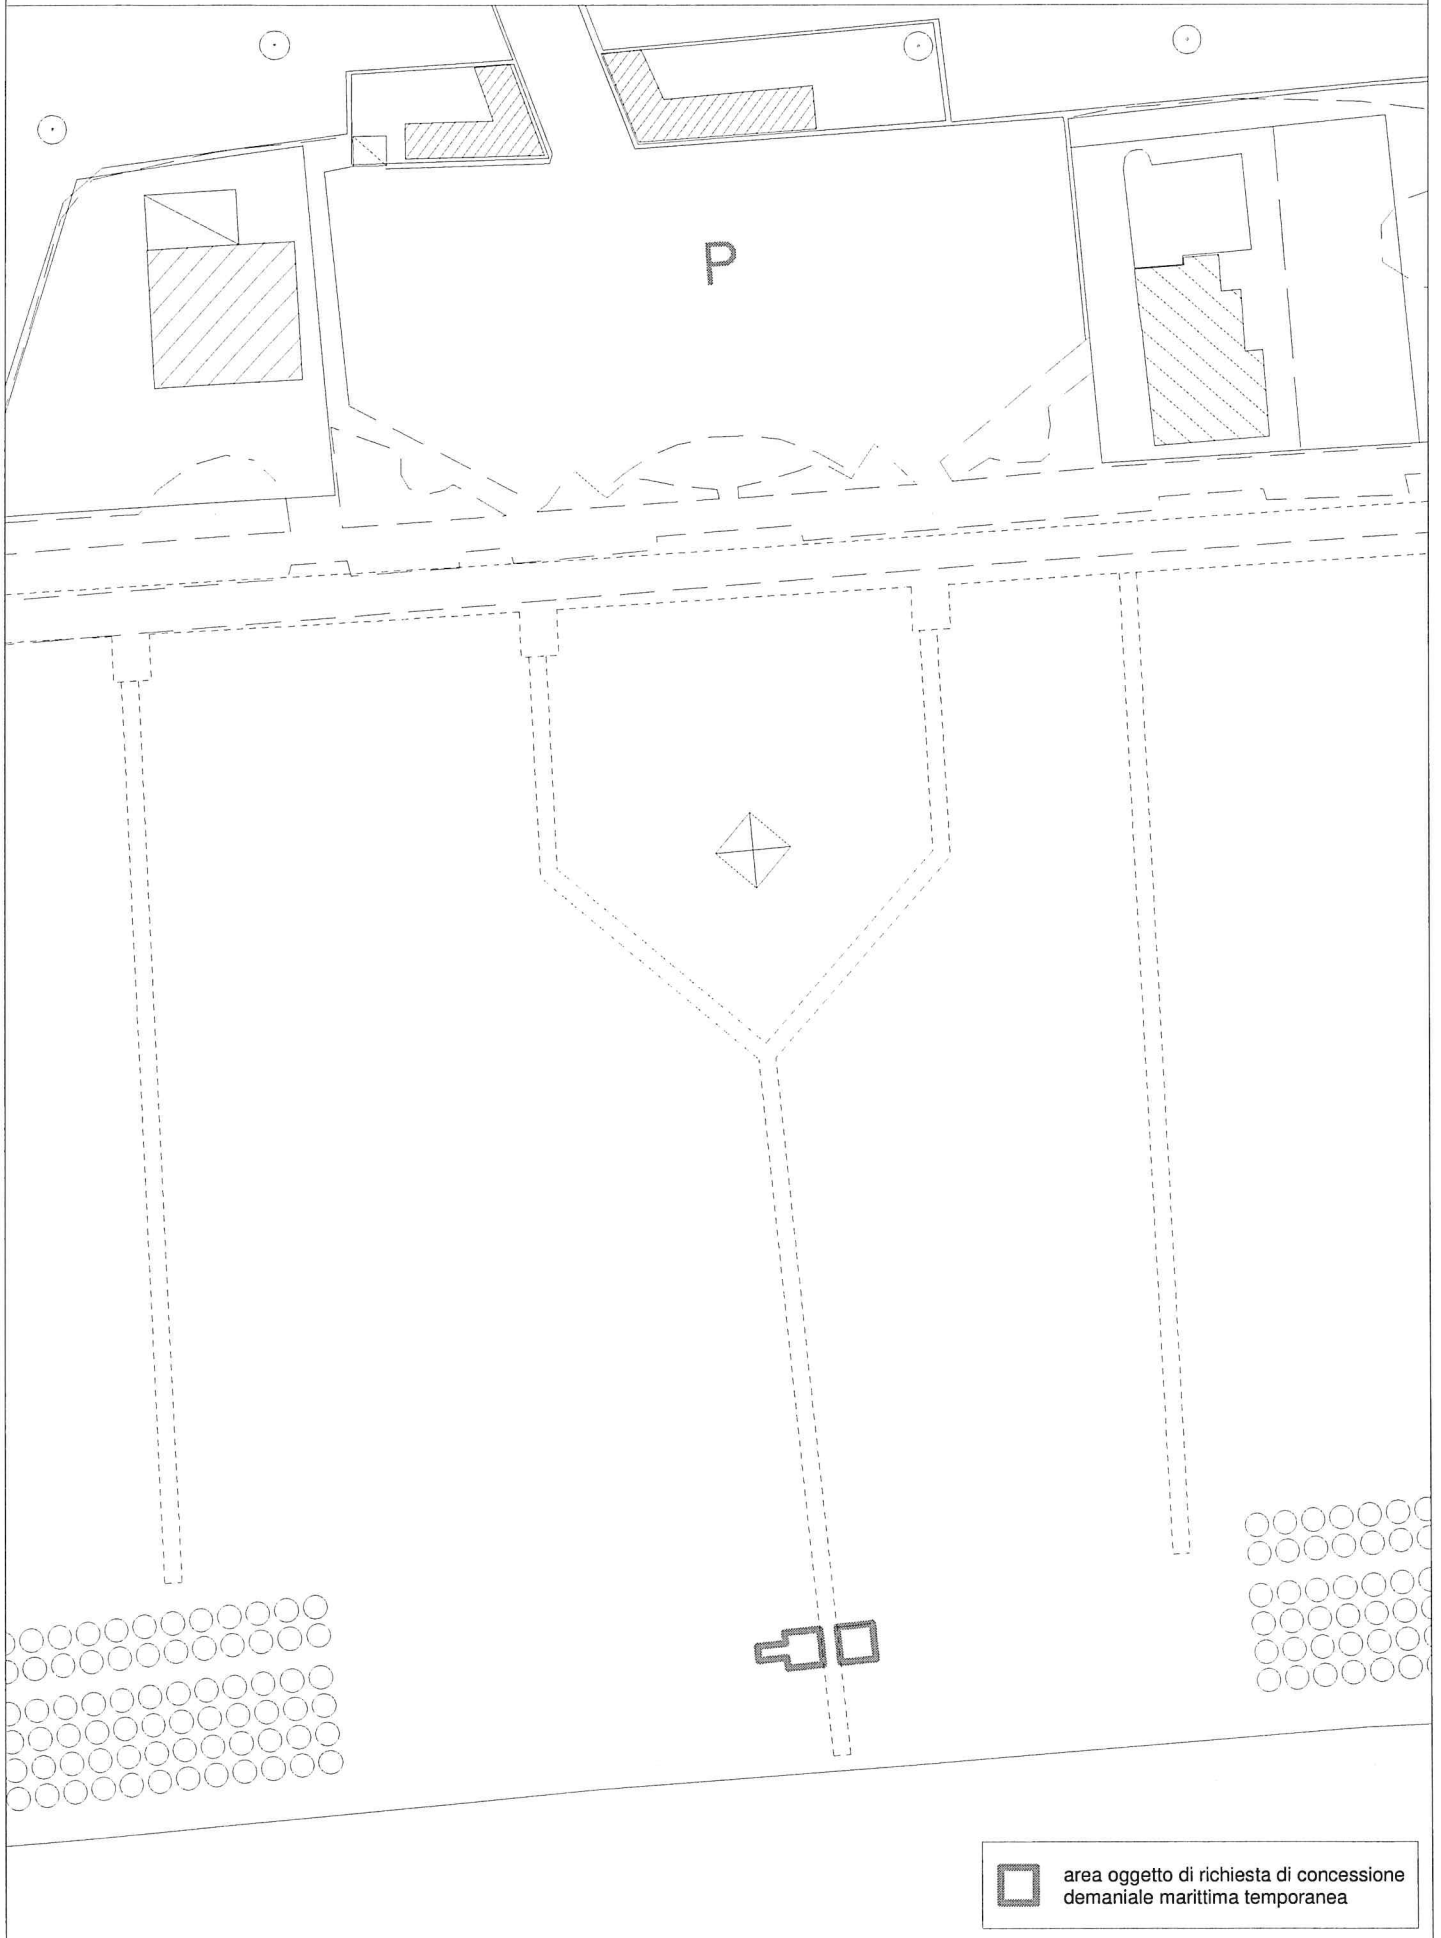 P
area oggetto di richiesta di concessione
demaniale marittima temporanea